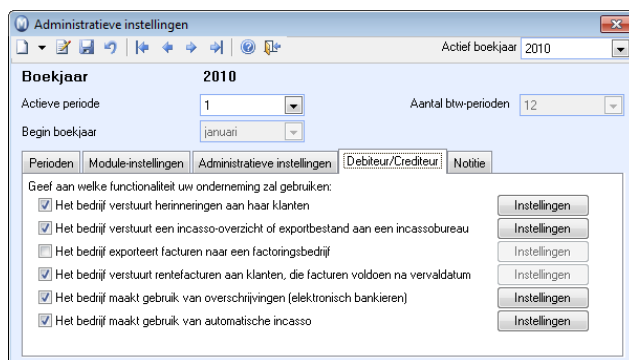 Administratieve instellingen
Actief boekjaar 2010
Boekjaar 2010
Actieve periode 1 Aantal btw-perioden 12
Begin boekjaar januari
Perioden Module-instellingen Administratieve instellingen Debiteur/Crediteur Notitie
Geef aan welke functionaliteit uw onderneming zal gebruiken:
Het bedrijf verstuurt herinneringen aan haar klanten Instellingen
Het bedrijf verstuurt een incasso-overzicht of exportbestand aan een incassobureau Instellingen
Het bedrijf exporteert facturen naar een factoringsbedrijf Instellingen
Het bedrijf verstuurt rentefacturen aan klanten, die facturen voldoen na vervaldatum Instellingen
Het bedrijf maakt gebruik van overschrijvingen (elektronisch bankieren) Instellingen
Het bedrijf maakt gebruik van automatische incasso Instellingen